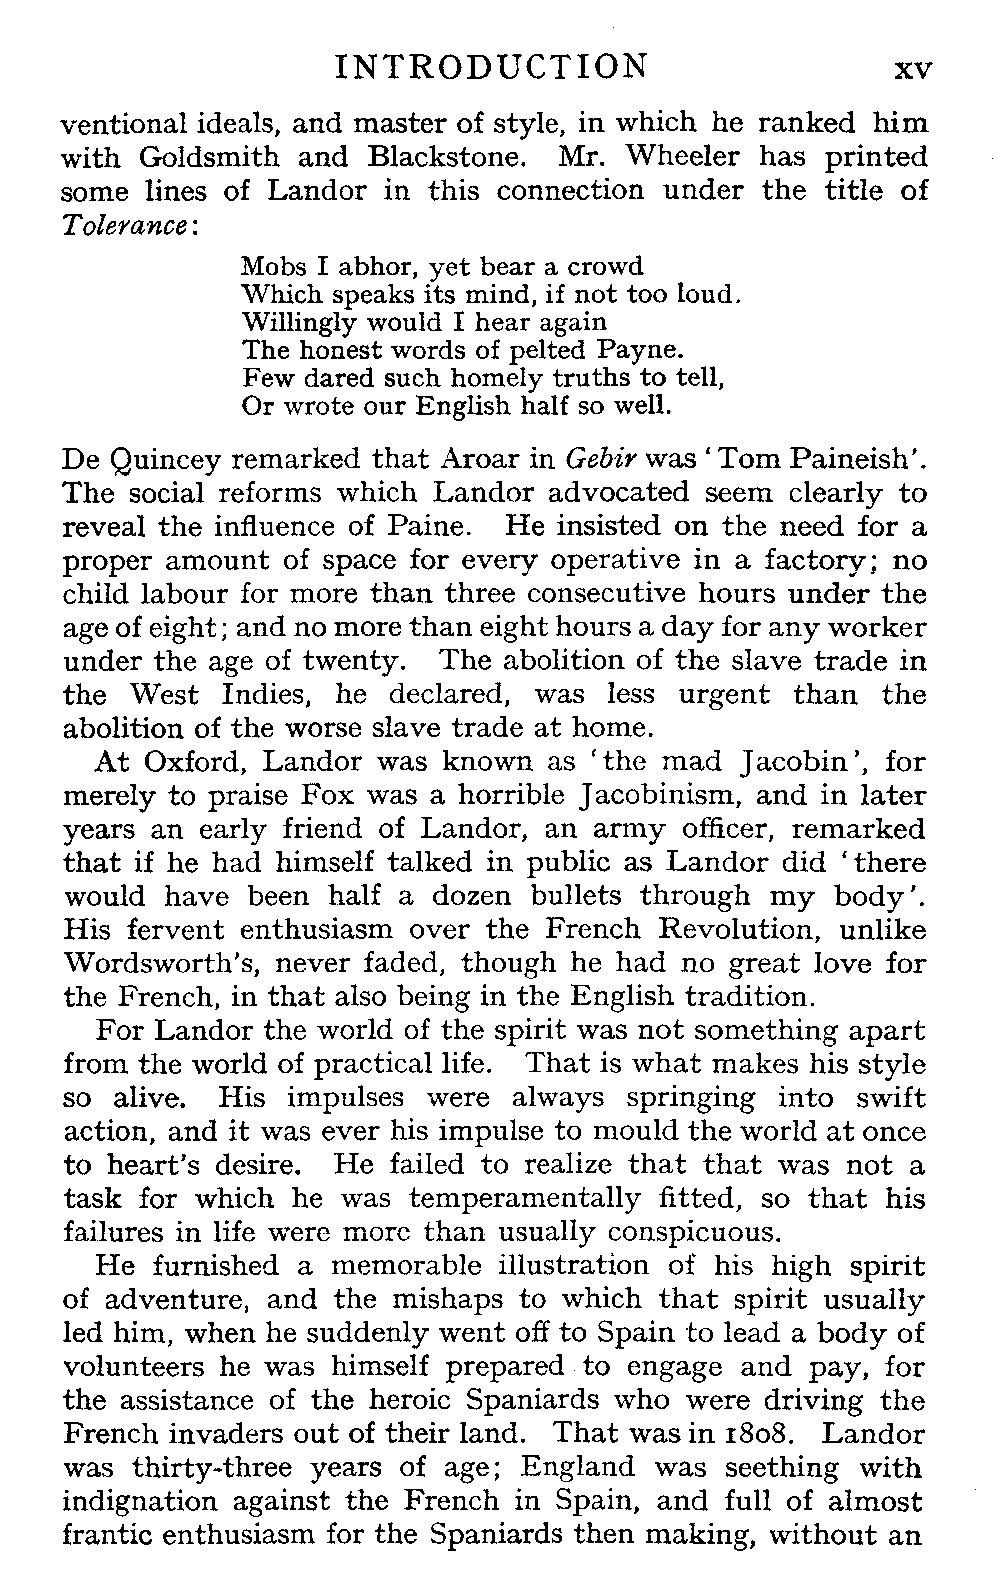 INTRODUCTION xv
ventional ideals, and master of style, in which he ranked him
with Goldsmith and Blackstone. Mr. Wheeler has printed
some lines of Landor in this connection under the title of
Tolerance:
Mobs I abhor, yet bear a crowd
Which speaks its mind, if not too loud.
Willingly would I hear again
The honest words of pelted Payne.
Few dared such homely truths to tell,
Or wrote our English half so well.
De Quincey remarked that Aroar in Gebir was ‘Tom Paineish’.
The social reforms which Landor advocated seem clearly to
reveal the influence of Paine. He insisted on the need for a
proper amount of space for every operative in a factory; no
child labour for more than three consecutive hours under the
age of eight; and no more than eight hours a day for any worker
under the age of twenty. The abolition of the slave trade in
the West Indies, he declared, was less urgent than the
abolition of the worse slave trade at home.
At Oxford, Landor was known as ‘the mad Jacobin’, for
merely to praise Fox was a horrible Jacobinism, and in later
years an early friend of Landor, an army officer, remarked
that if he had himself talked in public as Landor did ‘there
would have been half a dozen bullets through my body’.
His fervent enthusiasm over the French Revolution, unlike
Wordsworth's, never faded, though he had no great love for
the French, in that also being in the English tradition.
For Landor the world of the spirit was not something apart
from the world of practical life. That is what makes his style
so alive. His impulses were always springing into swift
action, and it was ever his impulse to mould the world at once
to heart's desire. He failed to realize that that was not a
task for which he was temperamentally fitted, so that his
failures in life were more than usually conspicuous.
He furnished a memorable illustration of his high spirit
of adventure, and the mishaps to which that spirit usually
led him, when he suddenly went off to Spain to lead a body of
volunteers he was himself prepared to engage and pay, for
the assistance of the heroic Spaniards who were driving the
French invaders out of their land. That was in 1808. Landor
was thirty-three years of age; England was seething with
indignation against the French in Spain, and full of almost
frantic enthusiasm for the Spaniards then making, without an